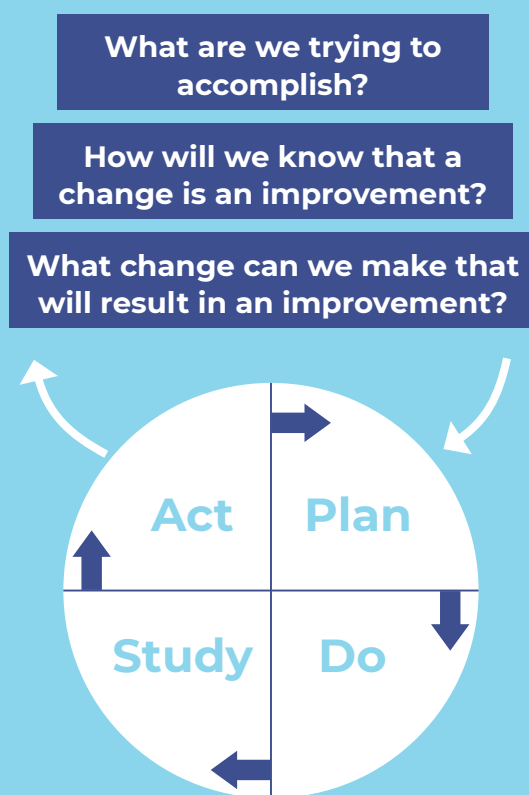 What are we trying to
accomplish?
How will we know that a
change is an improvement?
What change can we make that
will result in an improvement?
Act
Plan
Study
Do